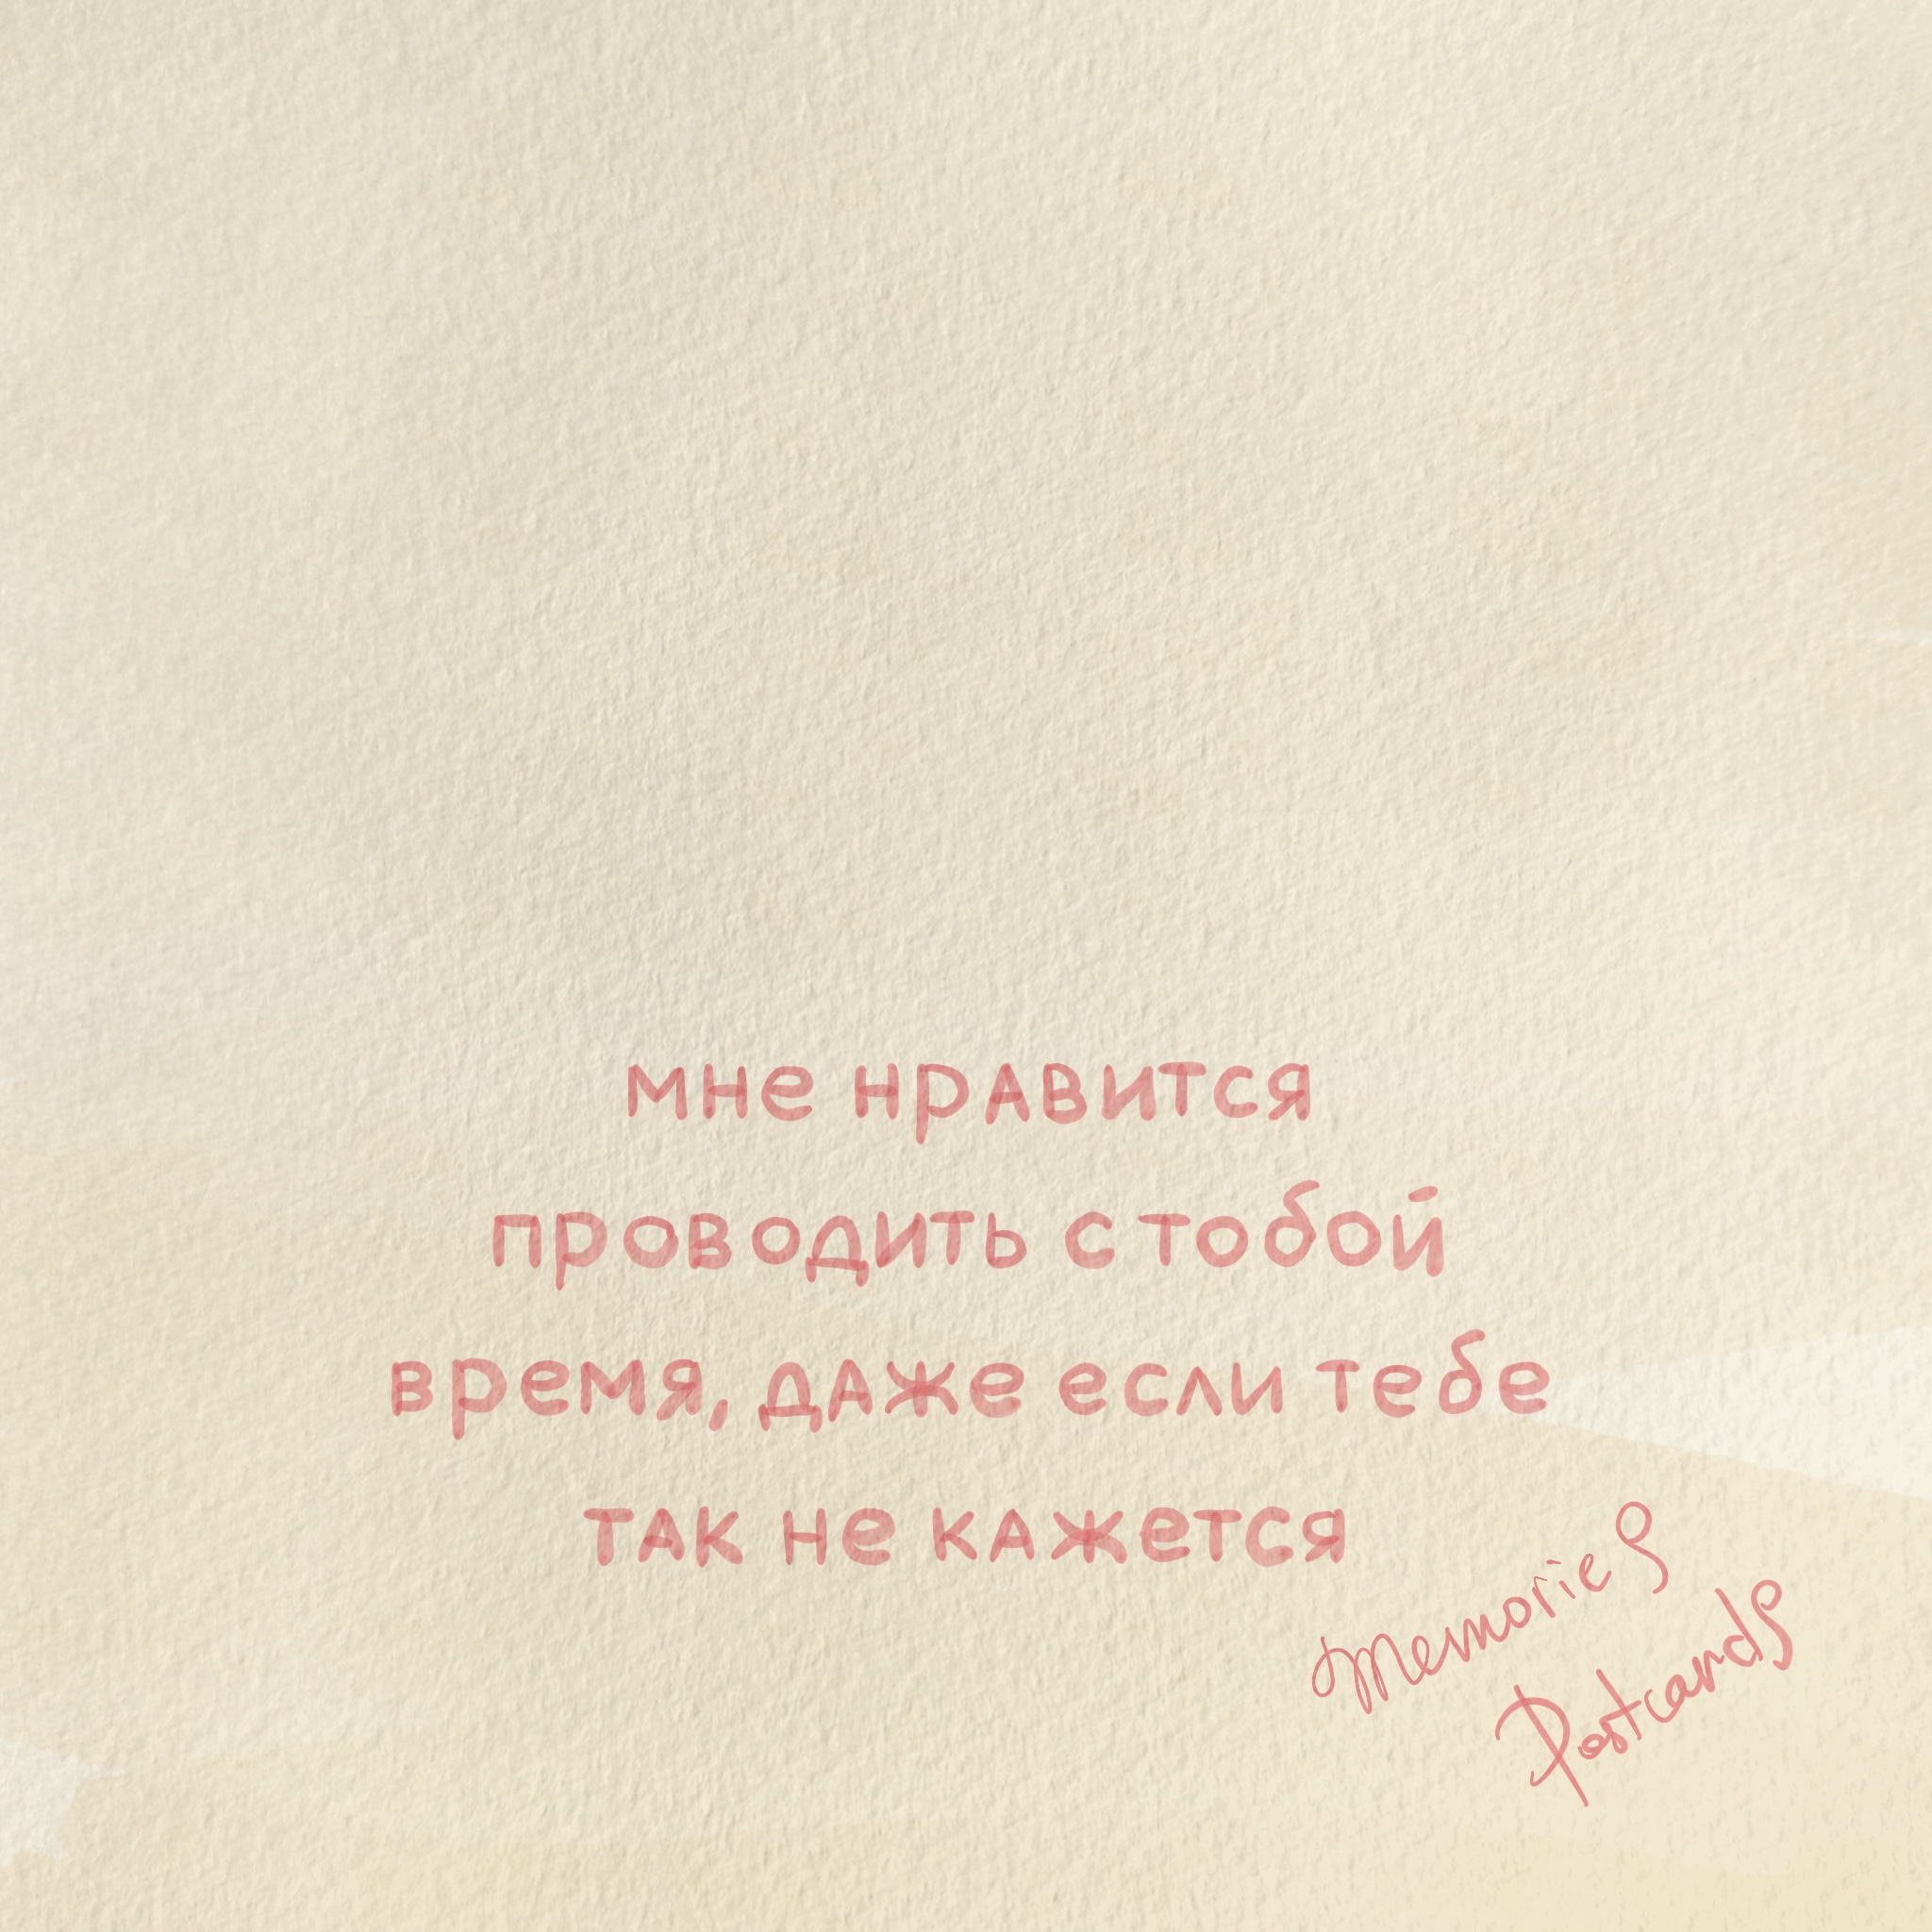 мне нравится
проводить с тобой
время, даже если тебе
так не кажется
Memories
Postcards